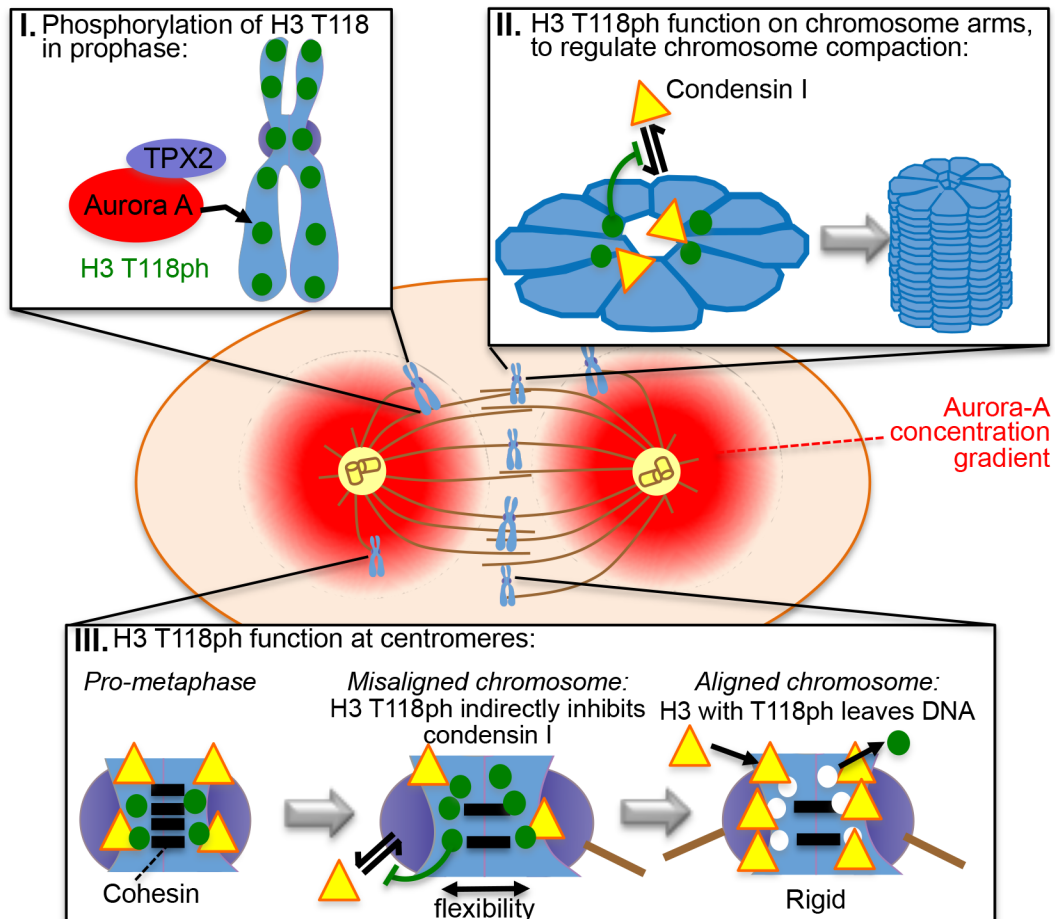 I. Phosphorylation of H3 T118
in prophase:
TPX2
Aurora A
H3 T118ph
II. H3 T118ph function on chromosome arms,
to regulate chromosome compaction:
Condensin I
Aurora-A
concentration
gradient
III. H3 T118ph function at centromeres:
Pro-metaphase
Cohesin
Misaligned chromosome:
H3 T118ph indirectly inhibits
condensin I
flexibility
Aligned chromosome:
H3 with T118ph leaves DNA
Rigid